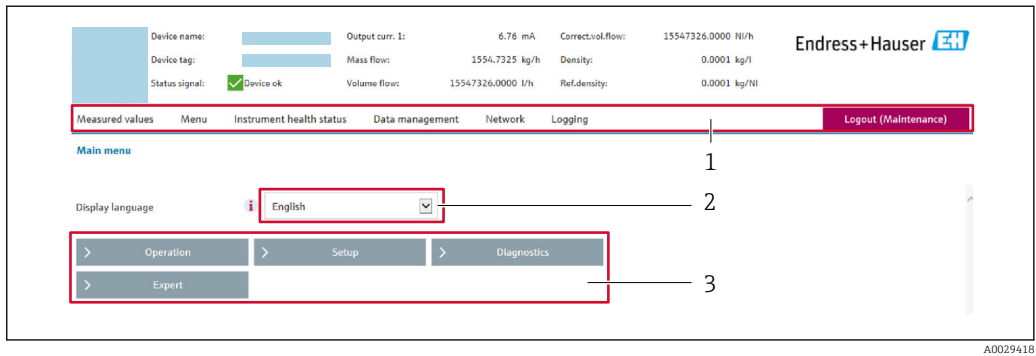 Device name: Output curr. 1: 6.76 mA Correct.vol.flow: 15547326.0000 Nl/h Endress+Hauser EH
Device tag: Mass flow: 1554.7325 kg/h Density: 0.0001 kg/l
Status signal: Device ok Volume flow: 15547326.0000 l/h Ref.density: 0.0001 kg/Nl
Measured values Menu Instrument health status Data management Network Logging Logout (Maintenance)
1
Main menu
Display language i English 2
> Operation > Setup > Diagnostics
> Expert 3
A0029418